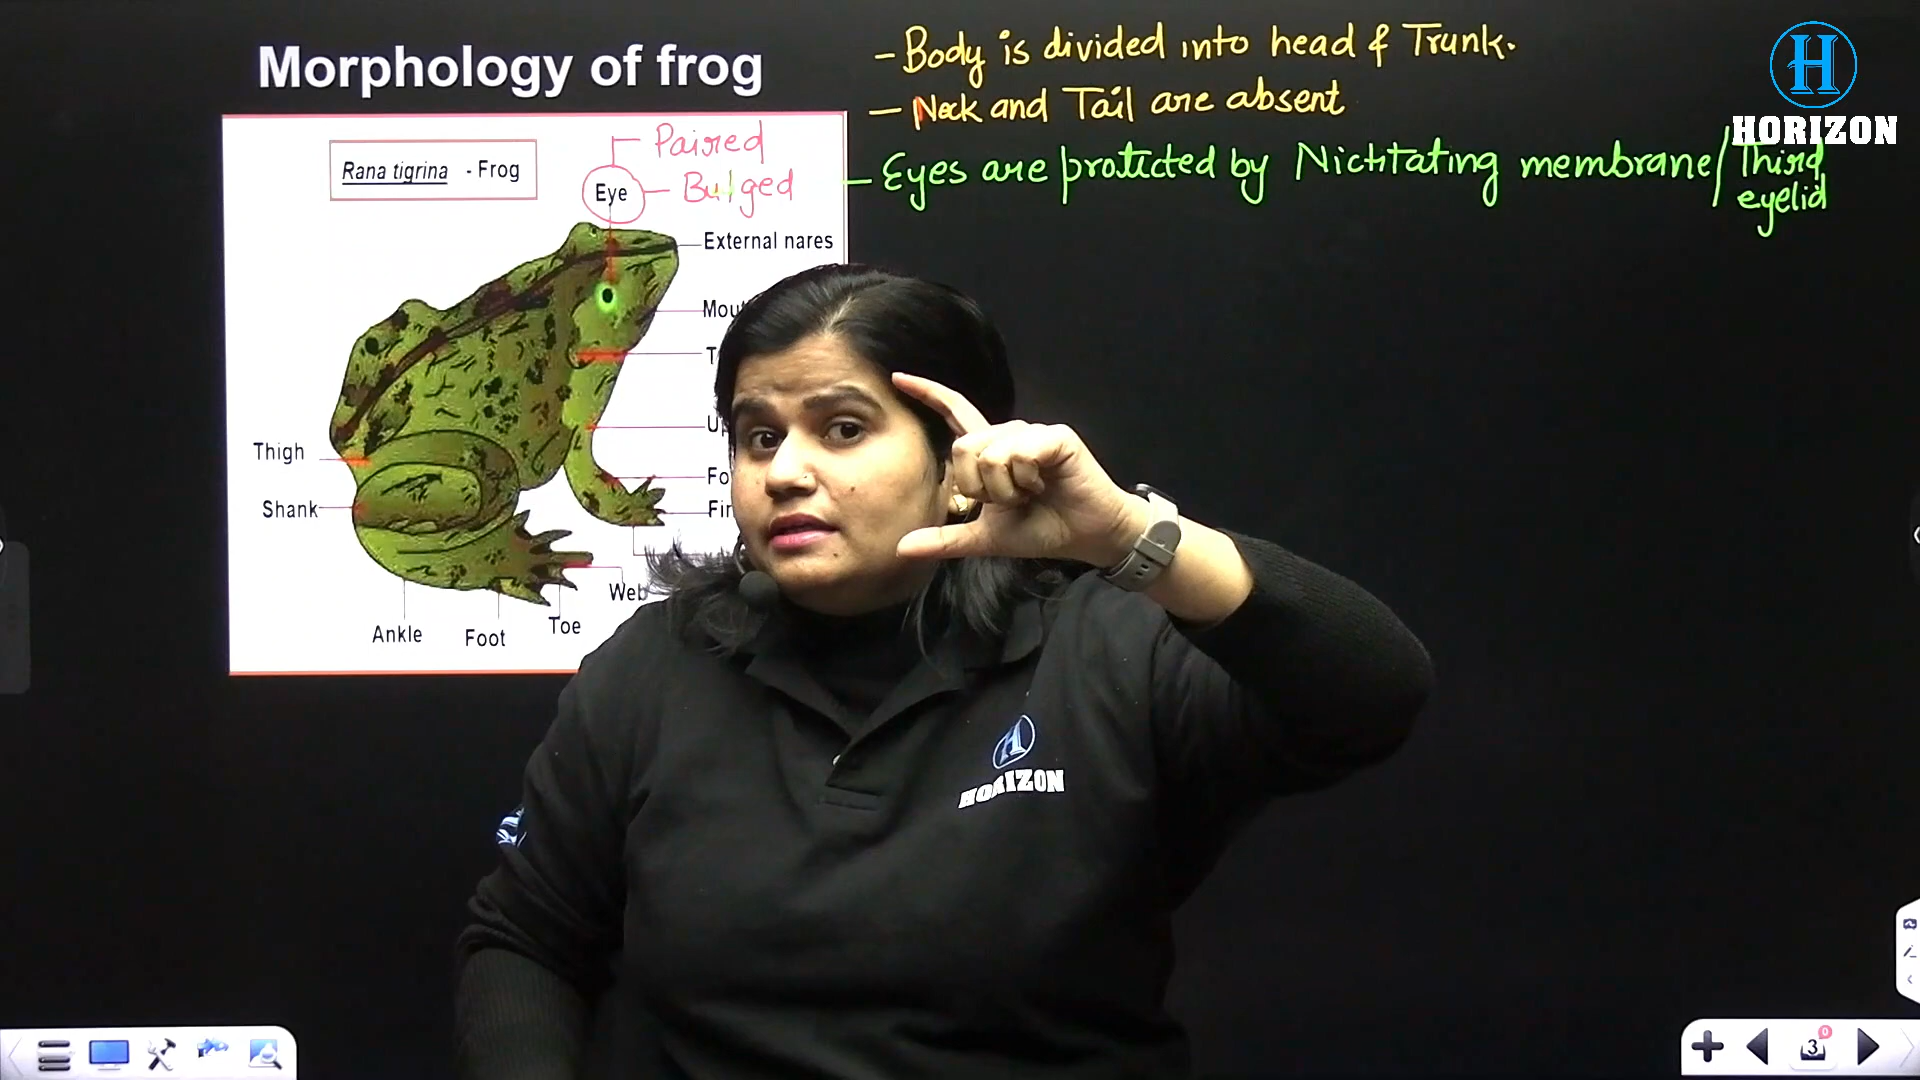 Morphology of frog
- Body is divided into head & Trunk.
- Neck and Tail are absent
- Eyes are protected by Nictitating membrane/ Third eyelid
H
HORIZON
Rana tigrina - Frog
Paired
Eye - Bulged
External nares
Thigh
Shank
Ankle
Foot
Toe
Web
H
HORIZON
3
0